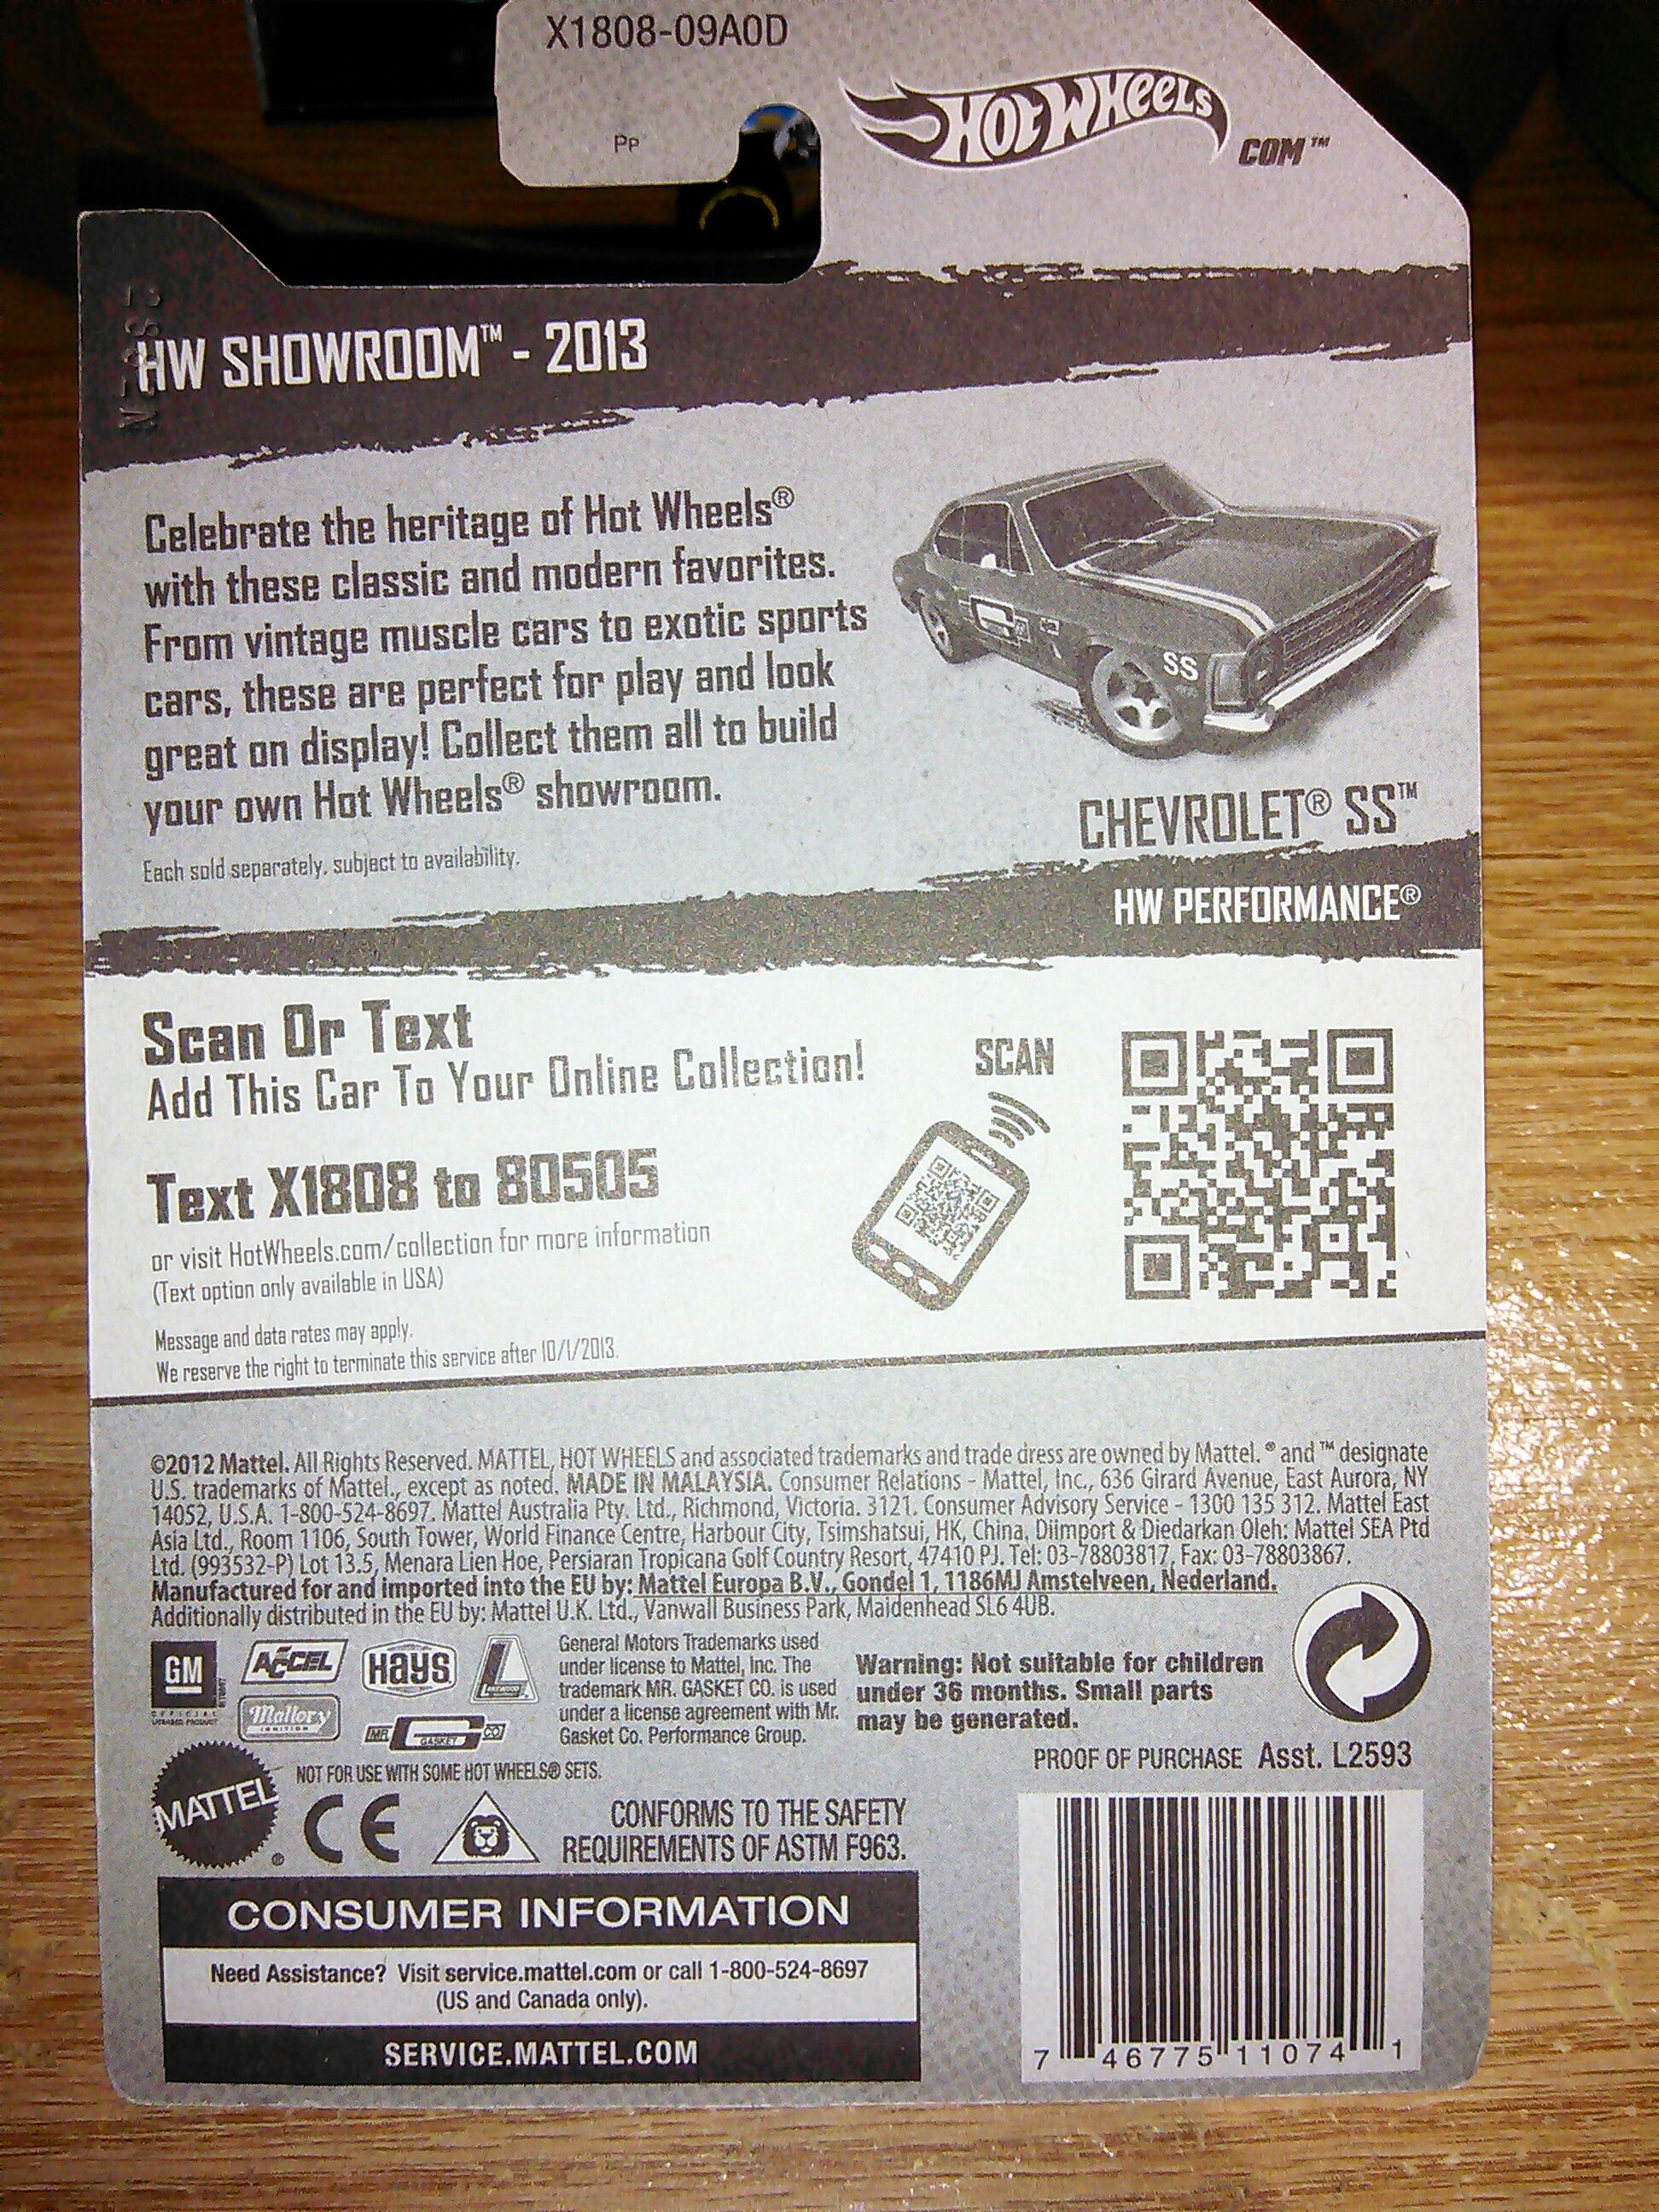 X1808-09A0D
Pp
Hot Wheels
COM™
HW SHOWROOM™ - 2013
Celebrate the heritage of Hot Wheels®
with these classic and modern favorites.
From vintage muscle cars to exotic sports
cars, these are perfect for play and look
great on display! Collect them all to build
your own Hot Wheels® showroom.
Each sold separately, subject to availability.
SS
CHEVROLET® SS™
HW PERFORMANCE®
Scan Or Text
Add This Car To Your Online Collection!
SCAN
Text X1808 to 80505
or visit HotWheels.com/collection for more information
(Text option only available in USA)
Message and data rates may apply.
We reserve the right to terminate this service after 10/1/2013.
©2012 Mattel. All Rights Reserved. MATTEL, HOT WHEELS and associated trademarks and trade dress are owned by Mattel. ® and ™ designate
U.S. trademarks of Mattel., except as noted. MADE IN MALAYSIA. Consumer Relations - Mattel, Inc., 636 Girard Avenue, East Aurora, NY
14052, U.S.A. 1-800-524-8697. Mattel Australia Pty. Ltd., Richmond, Victoria. 3121. Consumer Advisory Service - 1300 135 312. Mattel East
Asia Ltd., Room 1106, South Tower, World Finance Centre, Harbour City, Tsimshatsui, HK, China. Diimport & Diedarkan Oleh: Mattel SEA Ptd
Ltd. (993532-P) Lot 13.5, Menara Lien Hoe, Persiaran Tropicana Golf Country Resort, 47410 PJ. Tel: 03-78803817, Fax: 03-78803867.
Manufactured for and imported into the EU by: Mattel Europa B.V., Gondel 1, 1186MJ Amstelveen, Nederland.
Additionally distributed in the EU by: Mattel U.K. Ltd., Vanwall Business Park, Maidenhead SL6 4UB.
GM
OFFICIAL
LICENSED PRODUCT
ACCEL
Hays
LAKEWOOD
Mallory
IGNITION
MR.
GASKET
CO
General Motors Trademarks used
under license to Mattel, Inc. The
trademark MR. GASKET CO. is used
under a license agreement with Mr.
Gasket Co. Performance Group.
Warning: Not suitable for children
under 36 months. Small parts
may be generated.
PROOF OF PURCHASE Asst. L2593
MATTEL®
NOT FOR USE WITH SOME HOT WHEELS® SETS.
CE
CONFORMS TO THE SAFETY
REQUIREMENTS OF ASTM F963.
CONSUMER INFORMATION
Need Assistance? Visit service.mattel.com or call 1-800-524-8697
(US and Canada only).
SERVICE.MATTEL.COM
7 46775 11074 1